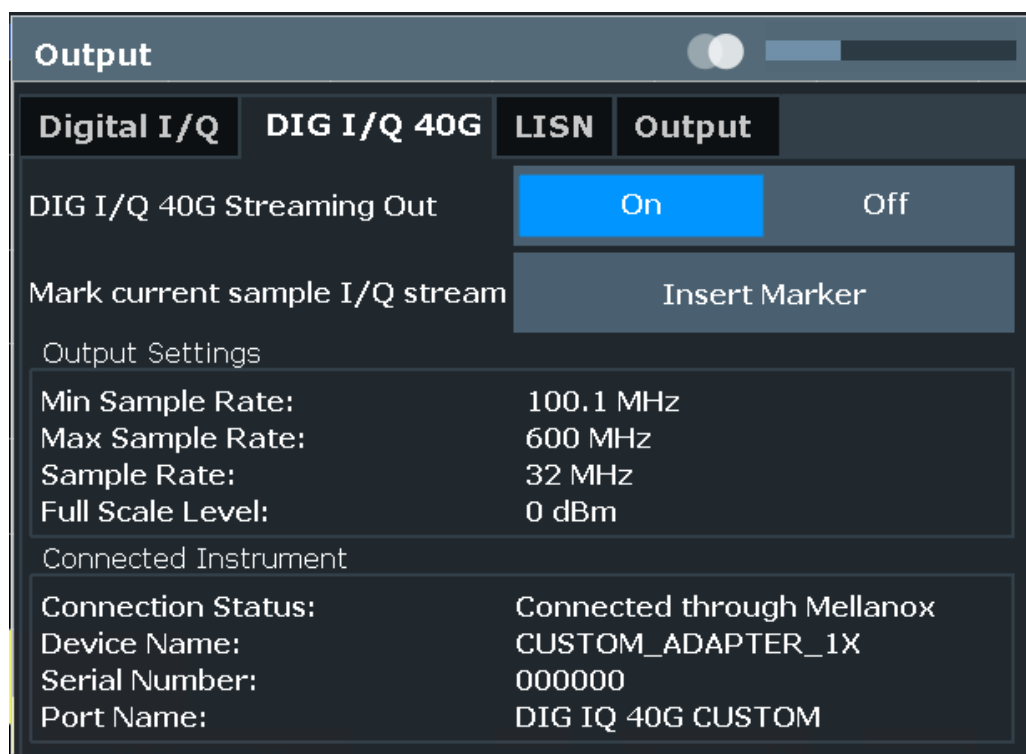 Output
Digital I/Q DIG I/Q 40G LISN Output
DIG I/Q 40G Streaming Out On Off
Mark current sample I/Q stream Insert Marker
Output Settings
Min Sample Rate: 100.1 MHz
Max Sample Rate: 600 MHz
Sample Rate: 32 MHz
Full Scale Level: 0 dBm
Connected Instrument
Connection Status: Connected through Mellanox
Device Name: CUSTOM_ADAPTER_1X
Serial Number: 000000
Port Name: DIG IQ 40G CUSTOM